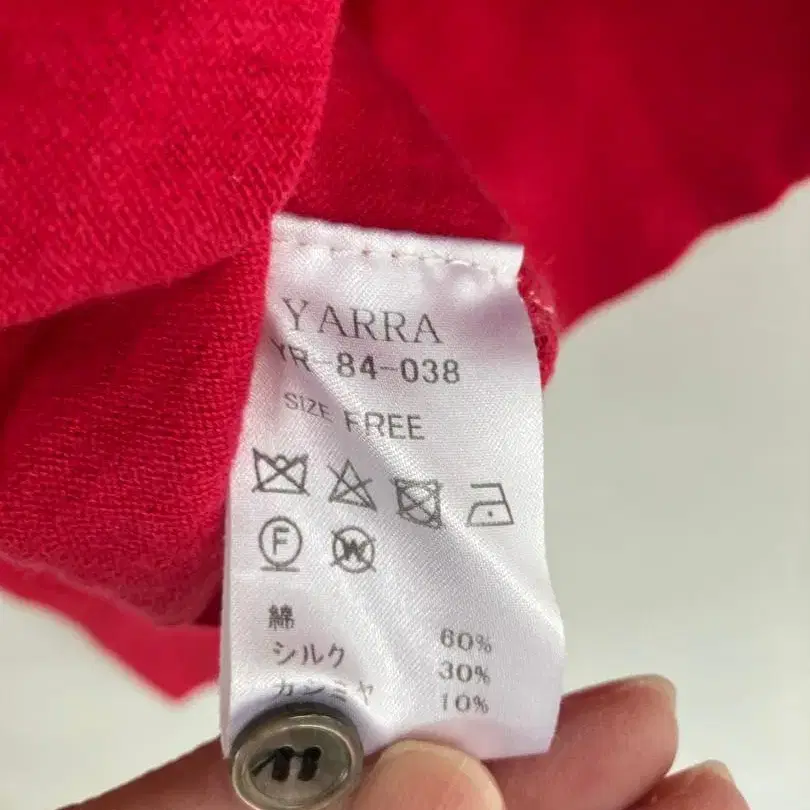 YARRA
YR-84-038
SIZE FREE
F W
綿 60%
シルク 30%
カシミヤ 10%